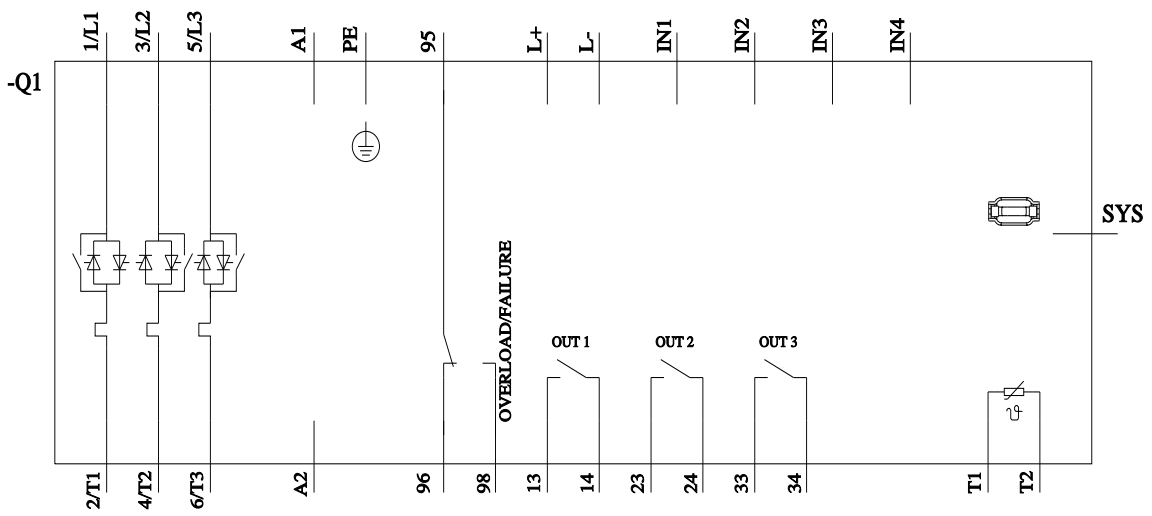 1/L1
3/L2
5/L3
A1
PE
95
L+
L-
IN1
IN2
IN3
IN4
-Q1
SYS
OVERLOAD/FAILURE
OUT 1
OUT 2
OUT 3
ϑ
2/T1
4/T2
6/T3
A2
96
98
13
14
23
24
33
34
T1
T2